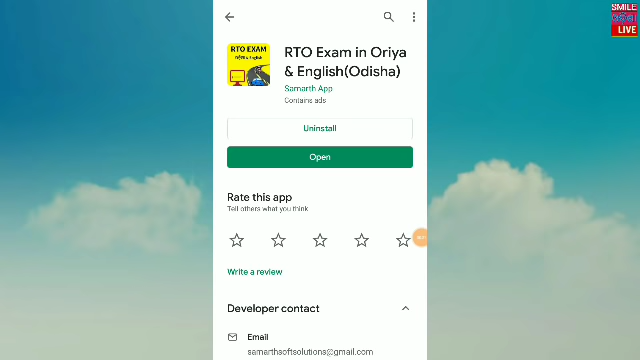 SMILE
LIVE
RTO EXAM
RTO Exam in Oriya
& English(Odisha)
Samarth App
Contains ads
Uninstall
Open
Rate this app
Tell others what you think
Write a review
Developer contact
Email
samarthsoftsolutions@gmail.com